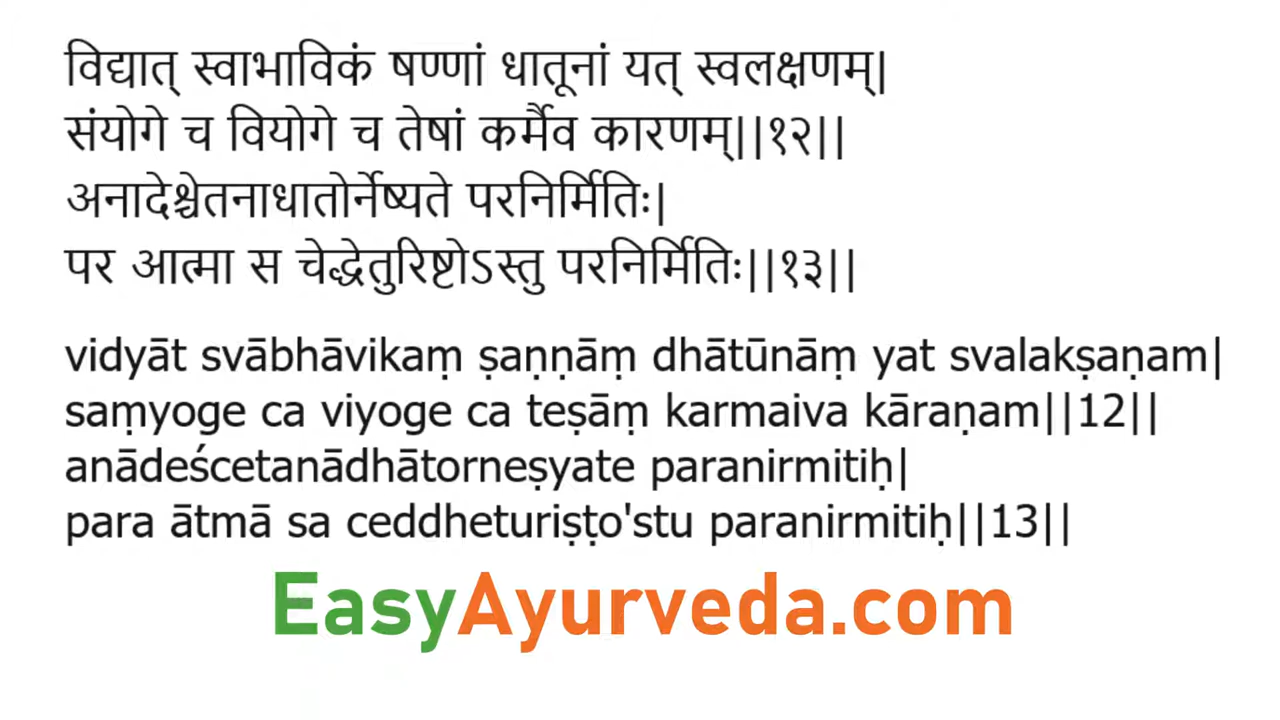 विद्यात् स्वाभाविकं षण्णां धातूनां यत् स्वलक्षणम्|
संयोगे च वियोगे च तेषां कर्मैव कारणम्||१२||
अनादेश्चेतनाधातोर्नेष्यते परनिर्मितिः|
पर आत्मा स चेद्धेतुरिष्टोऽस्तु परनिर्मितिः||१३||
vidyāt svābhāvikaṃ ṣaṇṇāṃ dhātūnāṃ yat svalakṣaṇam|
saṃyoge ca viyoge ca teṣāṃ karmaiva kāraṇam||12||
anādeścetanādhātorneṣyate paranirmitiḥ|
para ātmā sa ceddheturiṣṭo'stu paranirmitiḥ||13||
EasyAyurveda.com